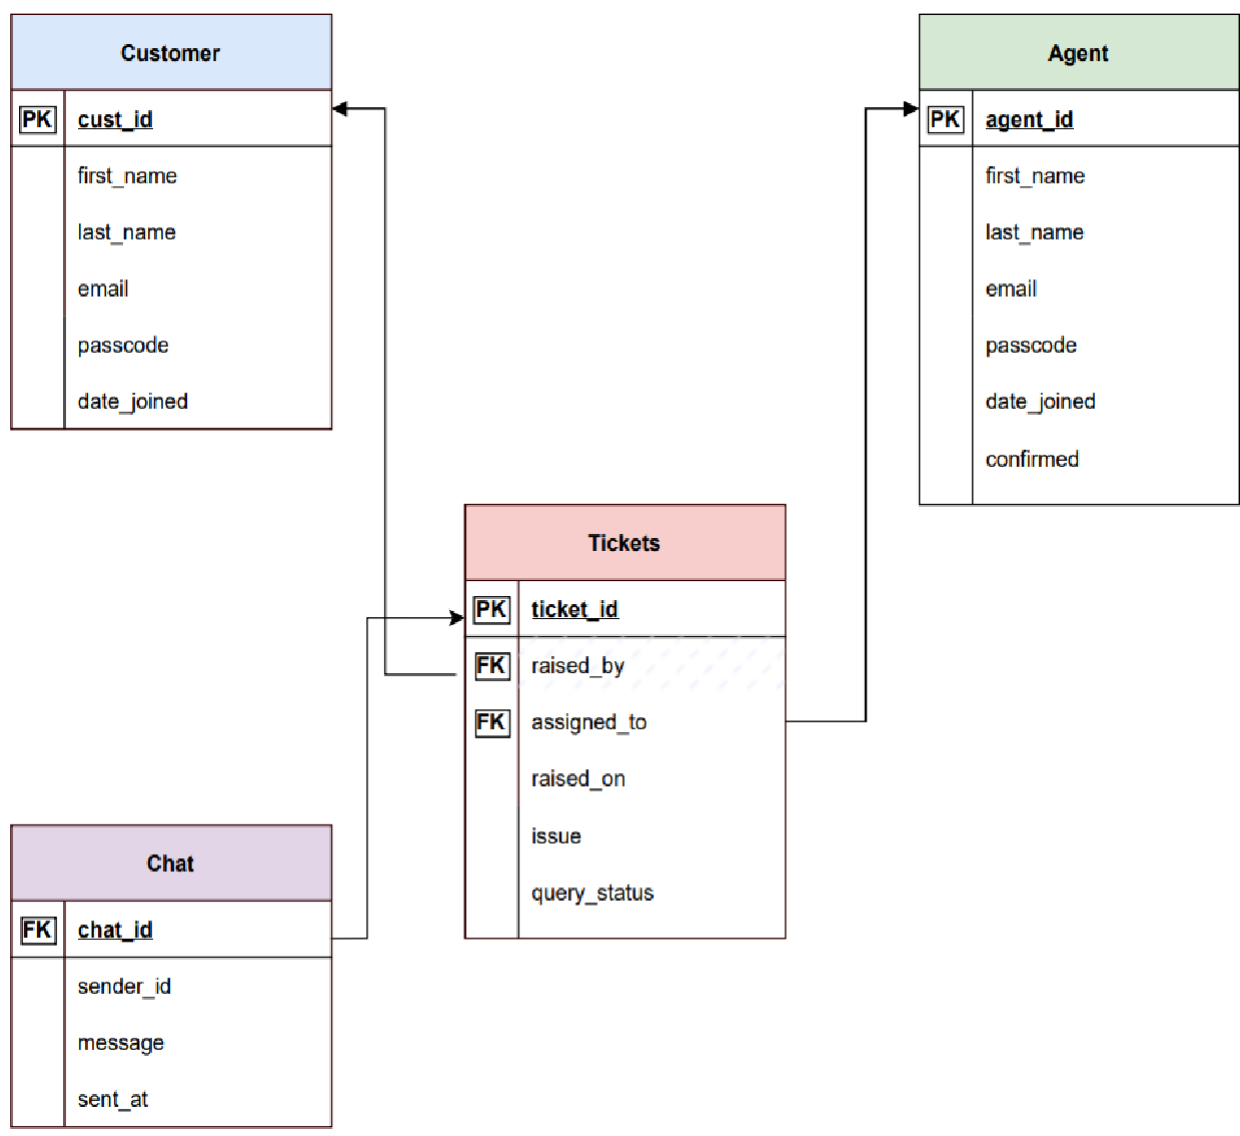 Customer
PK cust_id
first_name
last_name
email
passcode
date_joined
Agent
PK agent_id
first_name
last_name
email
passcode
date_joined
confirmed
Tickets
PK ticket_id
FK raised_by
FK assigned_to
raised_on
issue
query_status
Chat
FK chat_id
sender_id
message
sent_at